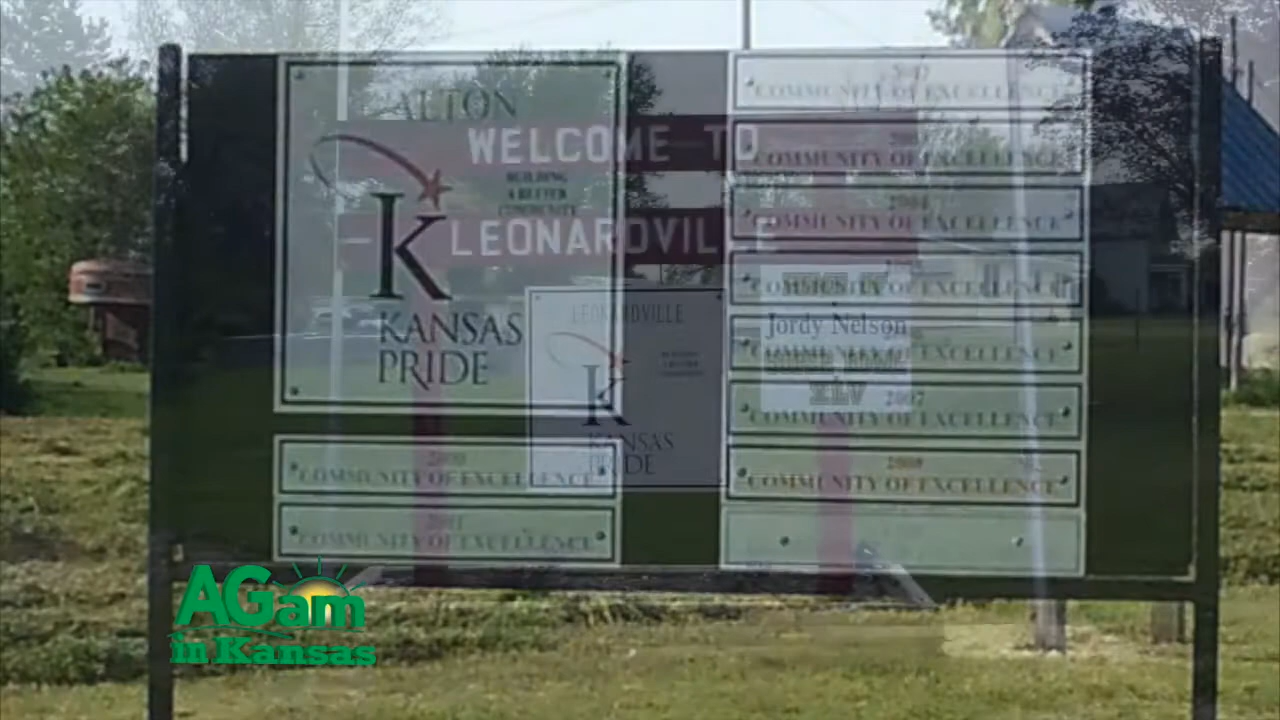 ALTON
BUILDING
A BETTER
COMMUNITY
K
KANSAS
PRIDE
COMMUNITY OF EXCELLENCE
COMMUNITY OF EXCELLENCE
COMMUNITY OF EXCELLENCE
COMMUNITY OF EXCELLENCE
2004
COMMUNITY OF EXCELLENCE
COMMUNITY OF EXCELLENCE
COMMUNITY OF EXCELLENCE
2007
COMMUNITY OF EXCELLENCE
2008
COMMUNITY OF EXCELLENCE
WELCOME TO
LEONARDVILLE
LEONARDVILLE
K
KANSAS
PRIDE
Jordy Nelson
XLV
AGam
in Kansas